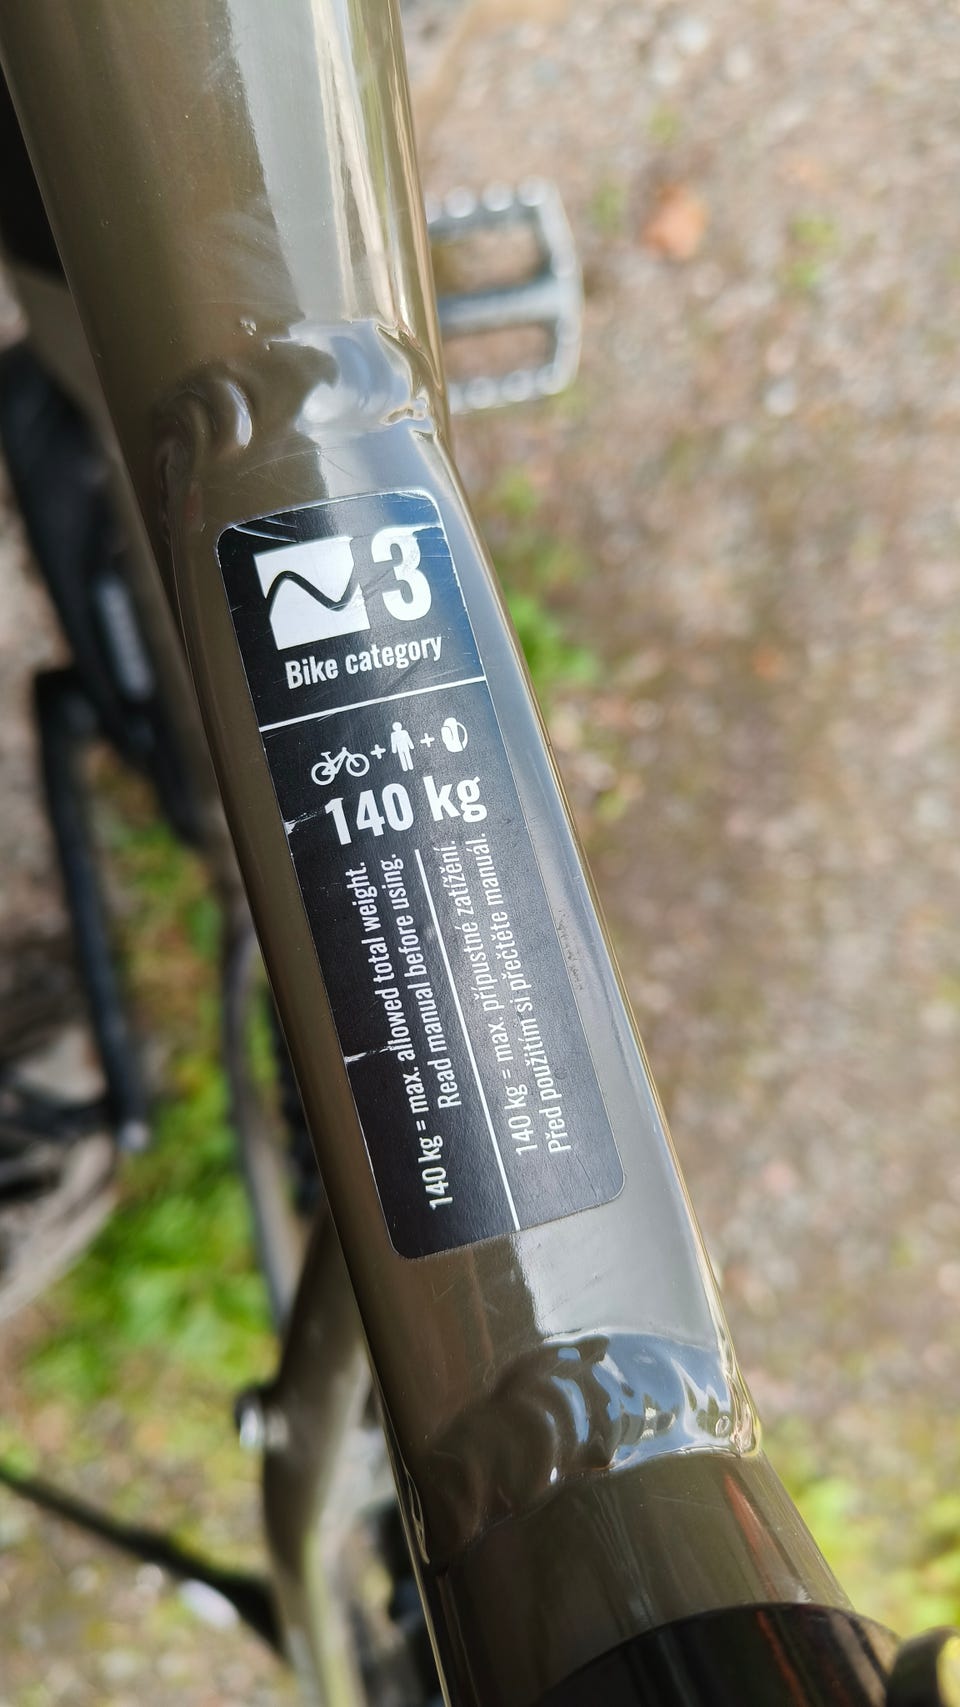 3
Bike category
140 kg
140 kg = max. allowed total weight.
Read manual before using.
140 kg = max. přípustné zatížení.
Před použitím si přečtěte manuál.